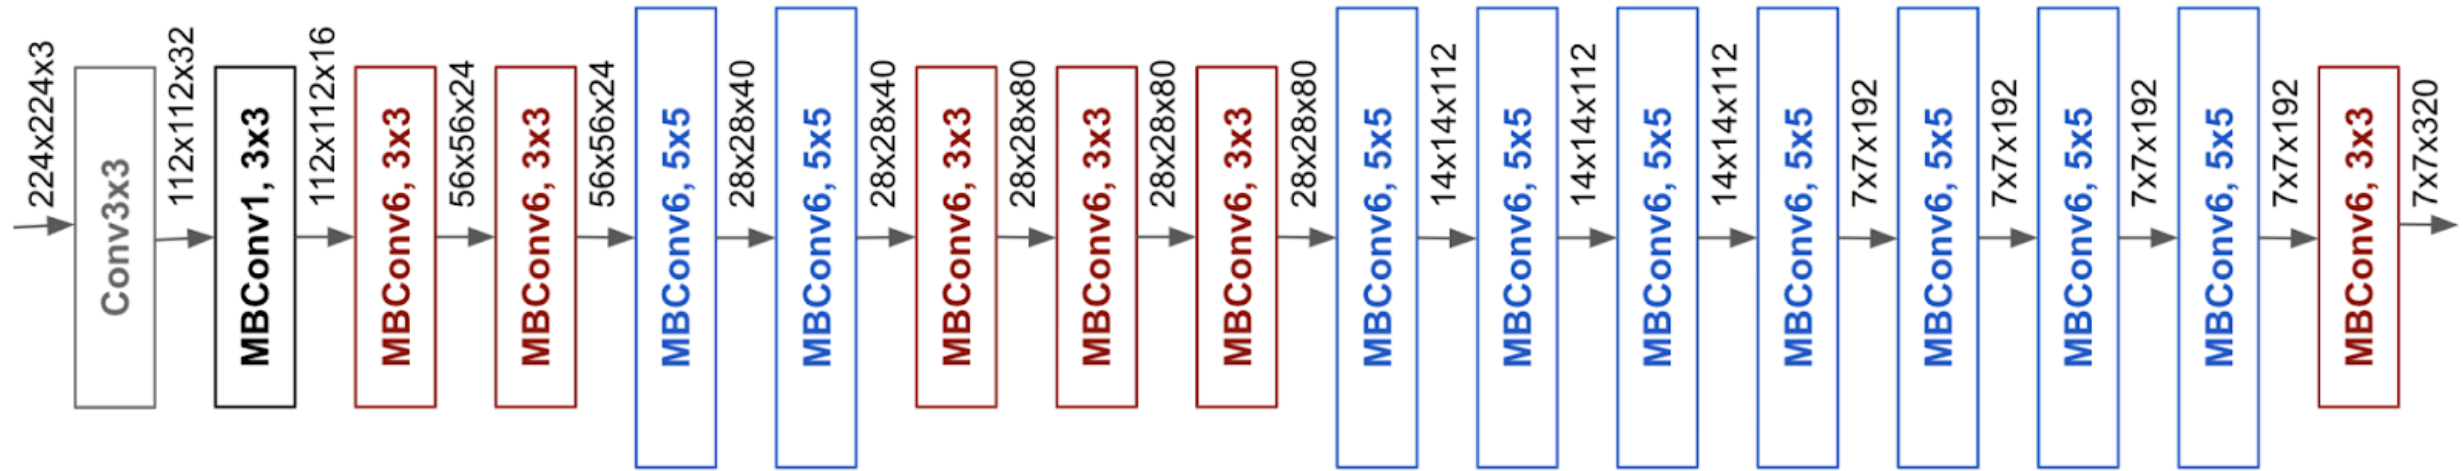 224x224x3
Conv3x3
112x112x32
MBConv1, 3x3
112x112x16
MBConv6, 3x3
56x56x24
MBConv6, 3x3
56x56x24
MBConv6, 5x5
28x28x40
MBConv6, 5x5
28x28x40
MBConv6, 3x3
28x28x80
MBConv6, 3x3
28x28x80
MBConv6, 3x3
28x28x80
MBConv6, 5x5
14x14x112
MBConv6, 5x5
14x14x112
MBConv6, 5x5
14x14x112
MBConv6, 5x5
7x7x192
MBConv6, 5x5
7x7x192
MBConv6, 5x5
7x7x192
MBConv6, 5x5
7x7x192
MBConv6, 3x3
7x7x320